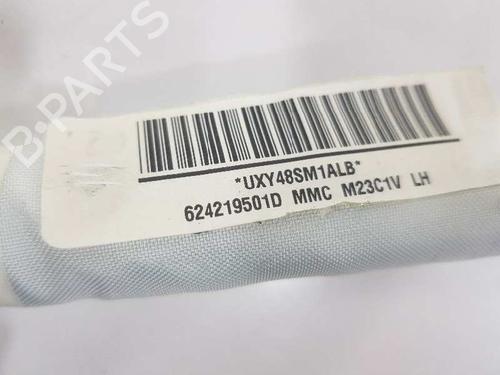 B-PARTS
*UXY48SM1ALB*
624219501D MMC M23C1V LH